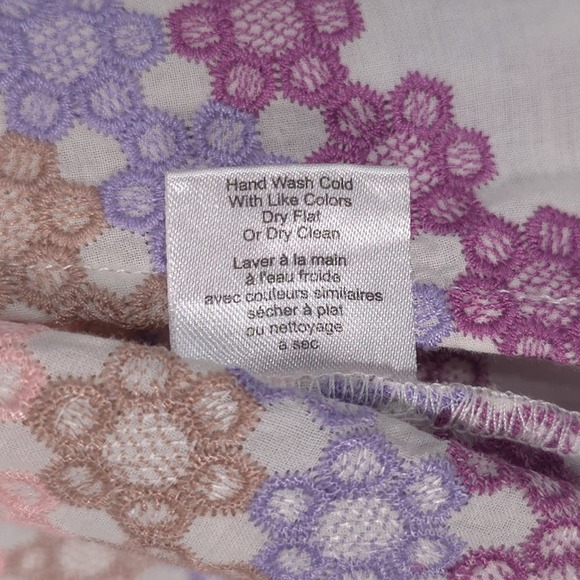 Hand Wash Cold
With Like Colors
Dry Flat
Or Dry Clean
Laver à la main
à l'eau froide
avec couleurs similaires
sécher à plat
ou nettoyage
à sec